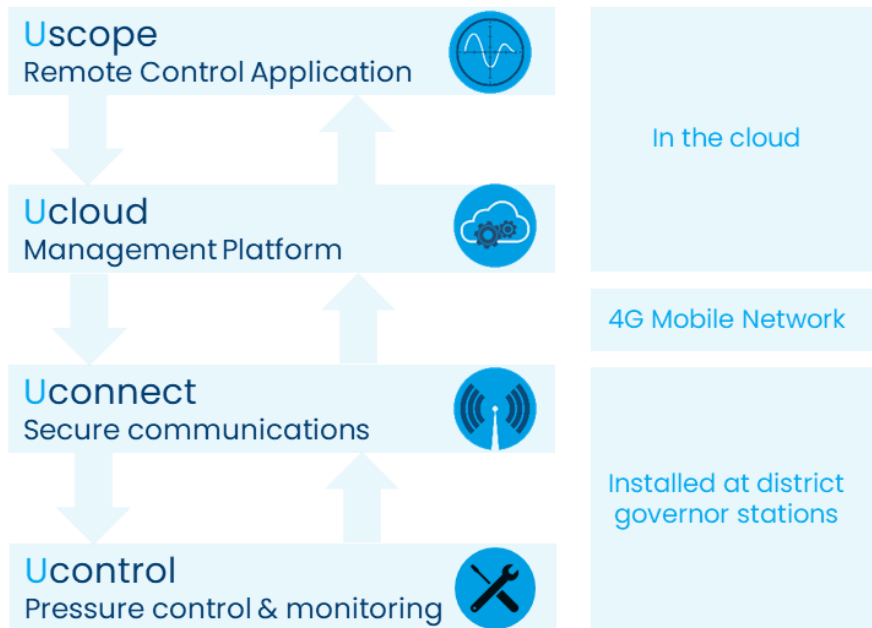 Uscope
Remote Control Application
In the cloud
Ucloud
Management Platform
4G Mobile Network
Uconnect
Secure communications
Installed at district
governor stations
Ucontrol
Pressure control & monitoring